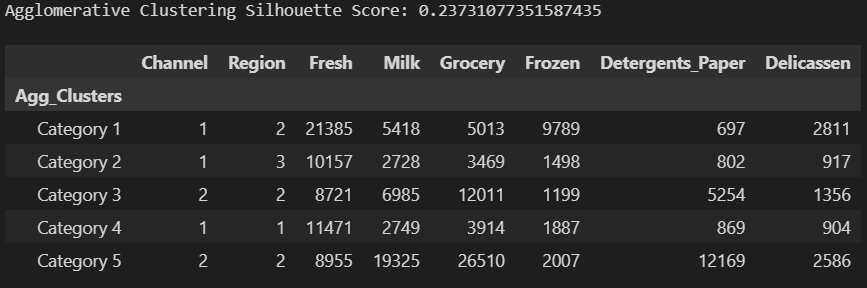 Agglomerative Clustering Silhouette Score: 0.23731077351587435
Channel Region Fresh Milk Grocery Frozen Detergents_Paper Delicassen
Agg_Clusters
Category 1 1 2 21385 5418 5013 9789 697 2811
Category 2 1 3 10157 2728 3469 1498 802 917
Category 3 2 2 8721 6985 12011 1199 5254 1356
Category 4 1 1 11471 2749 3914 1887 869 904
Category 5 2 2 8955 19325 26510 2007 12169 2586